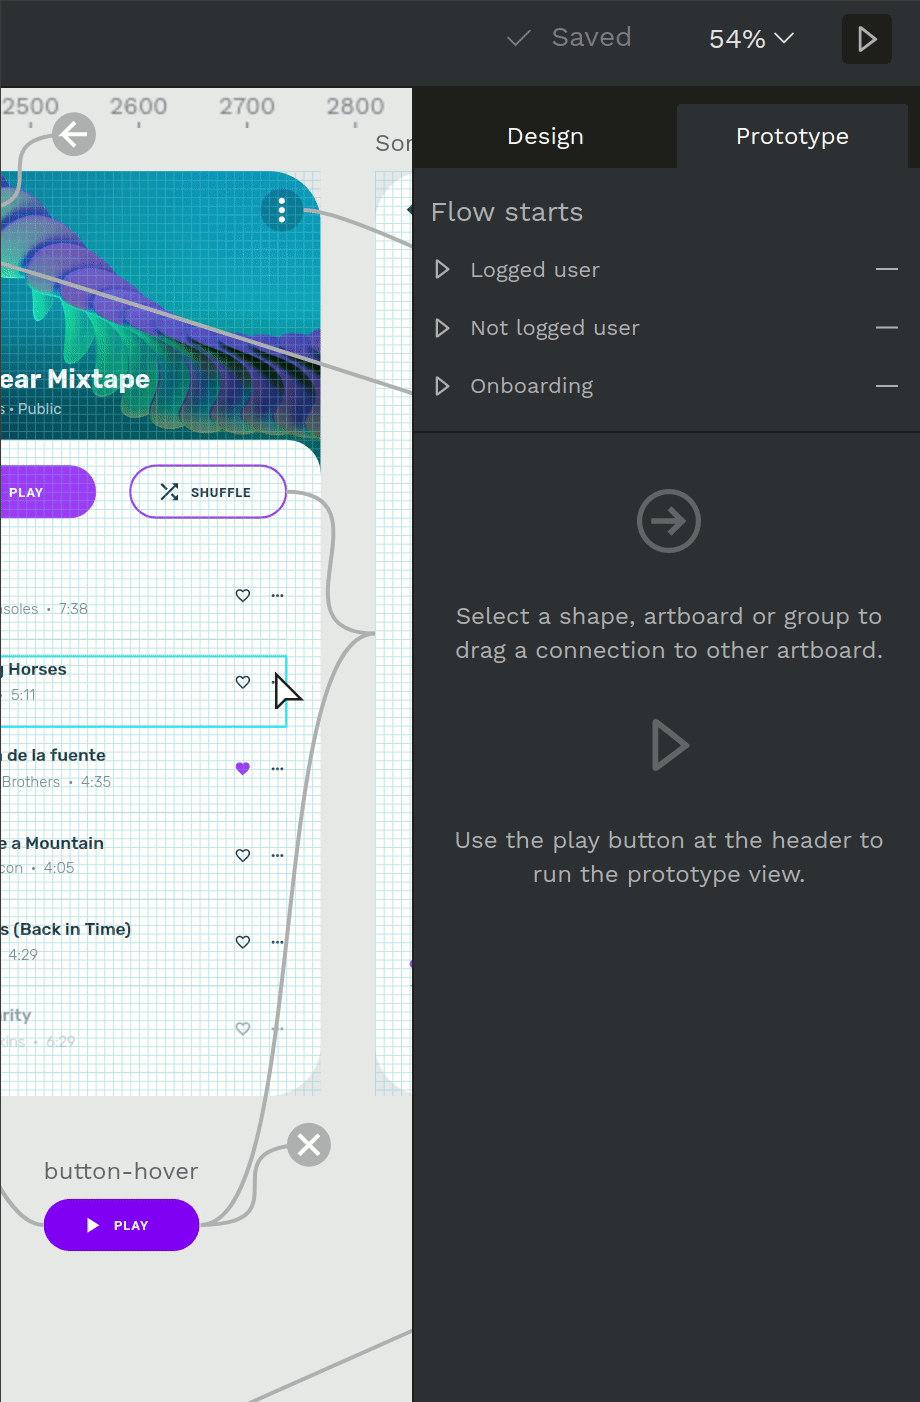 Saved
54%
2500 2600 2700 2800
Design
Prototype
Flow starts
Logged user
Not logged user
Onboarding
ear Mixtape
s • Public
PLAY
SHUFFLE
nsoles • 7:38
g Horses
• 5:11
de la fuente
Brothers • 4:35
e a Mountain
con • 4:05
s (Back in Time)
4:29
rity
kins • 6:29
button-hover
PLAY
Select a shape, artboard or group to
drag a connection to other artboard.
Use the play button at the header to
run the prototype view.